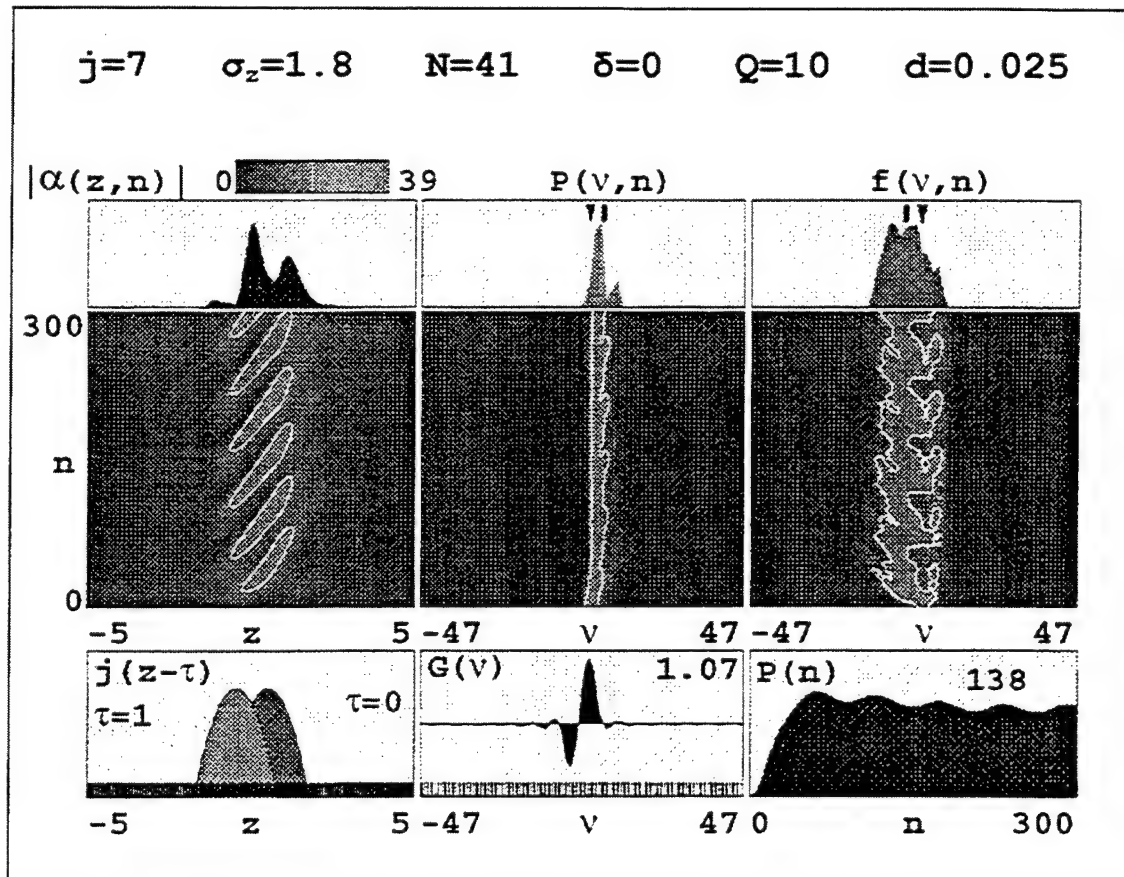 j=7 σz=1.8 N=41 δ=0 Q=10 d=0.025
|α(z,n)| 0 39 P(ν,n) f(ν,n)
300
n
0
-5 z 5 -47 ν 47 -47 ν 47
j(z-τ) G(ν) 1.07 P(n) 138
τ=1 τ=0
-5 z 5 -47 ν 47 0 n 300